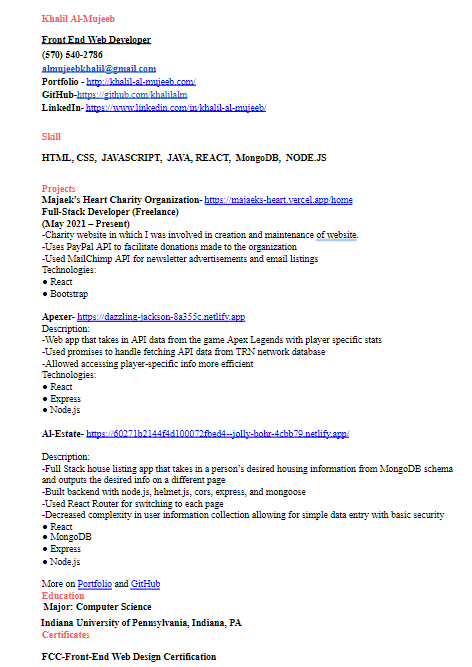 Khalil Al-Mujeeb
Front End Web Developer
(570) 540-2786
almujeebkhalil@gmail.com
Portfolio - http://khalil-al-mujeeb.com/
GitHub-https://github.com/khalilalm
LinkedIn- https://www.linkedin.com/in/khalil-al-mujeeb/
Skill
HTML, CSS, JAVASCRIPT, JAVA, REACT, MongoDB, NODE.JS
Projects
Majaek's Heart Charity Organization- https://majaeks-heart.vercel.app/home
Full-Stack Developer (Freelance)
(May 2021 – Present)
-Charity website in which I was involved in creation and maintenance of website.
-Uses PayPal API to facilitate donations made to the organization
-Used MailChimp API for newsletter advertisements and email listings
Technologies:
● React
● Bootstrap
Apexer- https://dazzling-jackson-8a355c.netlify.app
Description:
-Web app that takes in API data from the game Apex Legends with player specific stats
-Used promises to handle fetching API data from TRN network database
-Allowed accessing player-specific info more efficient
Technologies:
● React
● Express
● Node.js
Al-Estate- https://60271b2144f4d100072fbed4--jolly-bohr-4cbb79.netlify.app/
Description:
-Full Stack house listing app that takes in a person's desired housing information from MongoDB schema
and outputs the desired info on a different page
-Built backend with node.js, helmet.js, cors, express, and mongoose
-Used React Router for switching to each page
-Decreased complexity in user information collection allowing for simple data entry with basic security
● React
● MongoDB
● Express
● Node.js
More on Portfolio and GitHub
Education
Major: Computer Science
Indiana University of Pennsylvania, Indiana, PA
Certificates
FCC-Front-End Web Design Certification